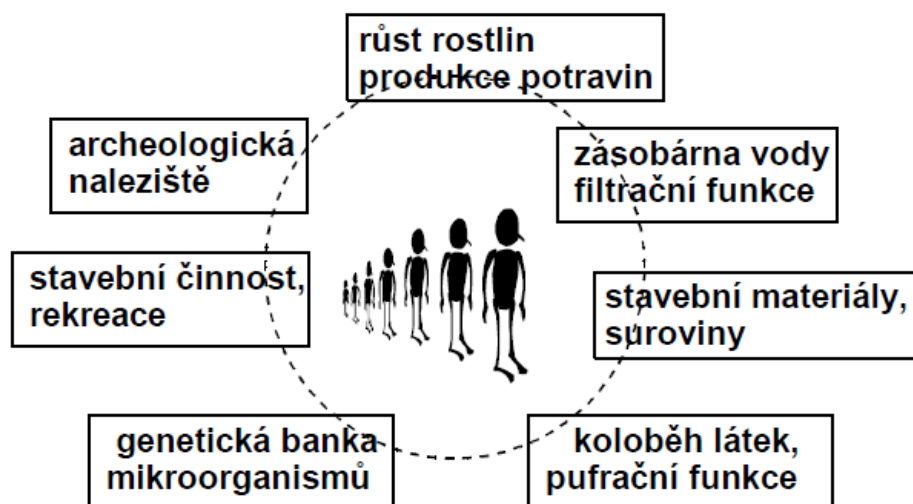 růst rostlin
produkce potravin
archeologická
naleziště
zásobárna vody
filtrační funkce
stavební činnost,
rekreace
stavební materiály,
suroviny
genetická banka
mikroorganismů
koloběh látek,
pufrační funkce